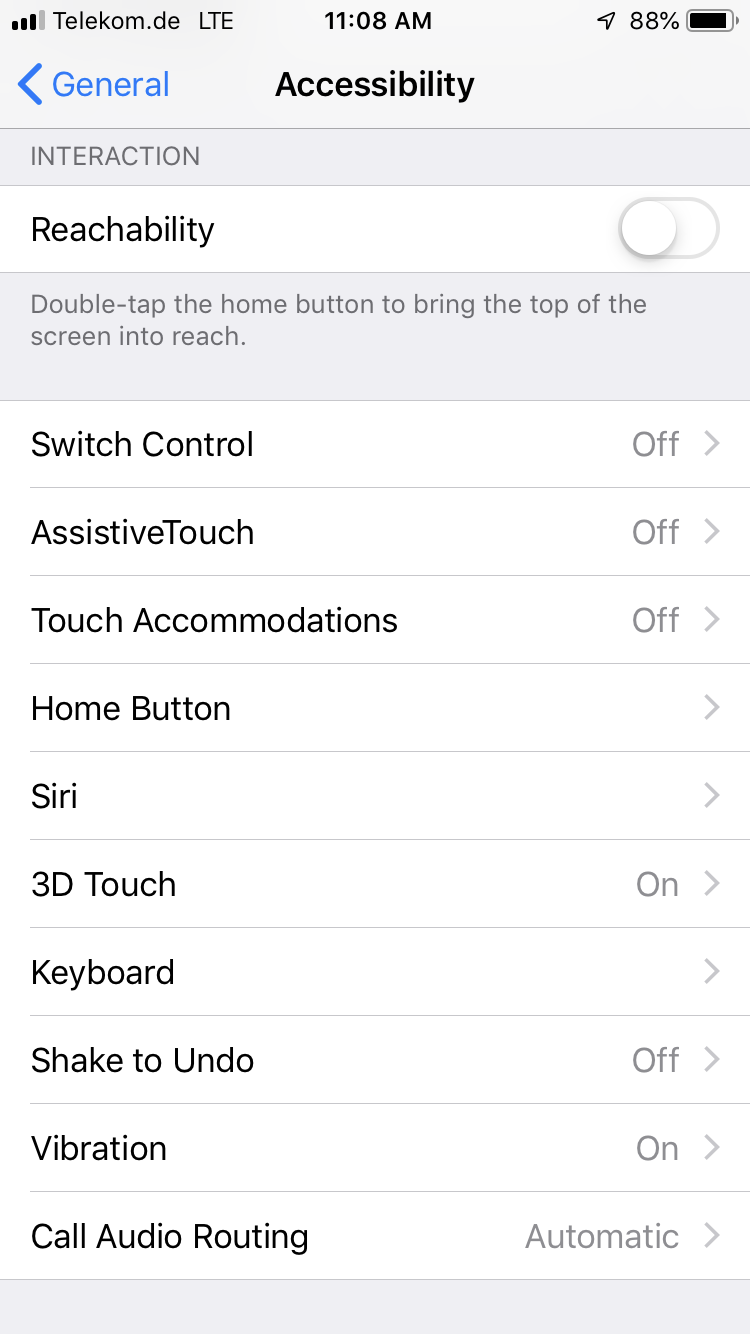 Telekom.de LTE 11:08 AM 88%
General Accessibility
INTERACTION
Reachability
Double-tap the home button to bring the top of the
screen into reach.
Switch Control Off
AssistiveTouch Off
Touch Accommodations Off
Home Button
Siri
3D Touch On
Keyboard
Shake to Undo Off
Vibration On
Call Audio Routing Automatic